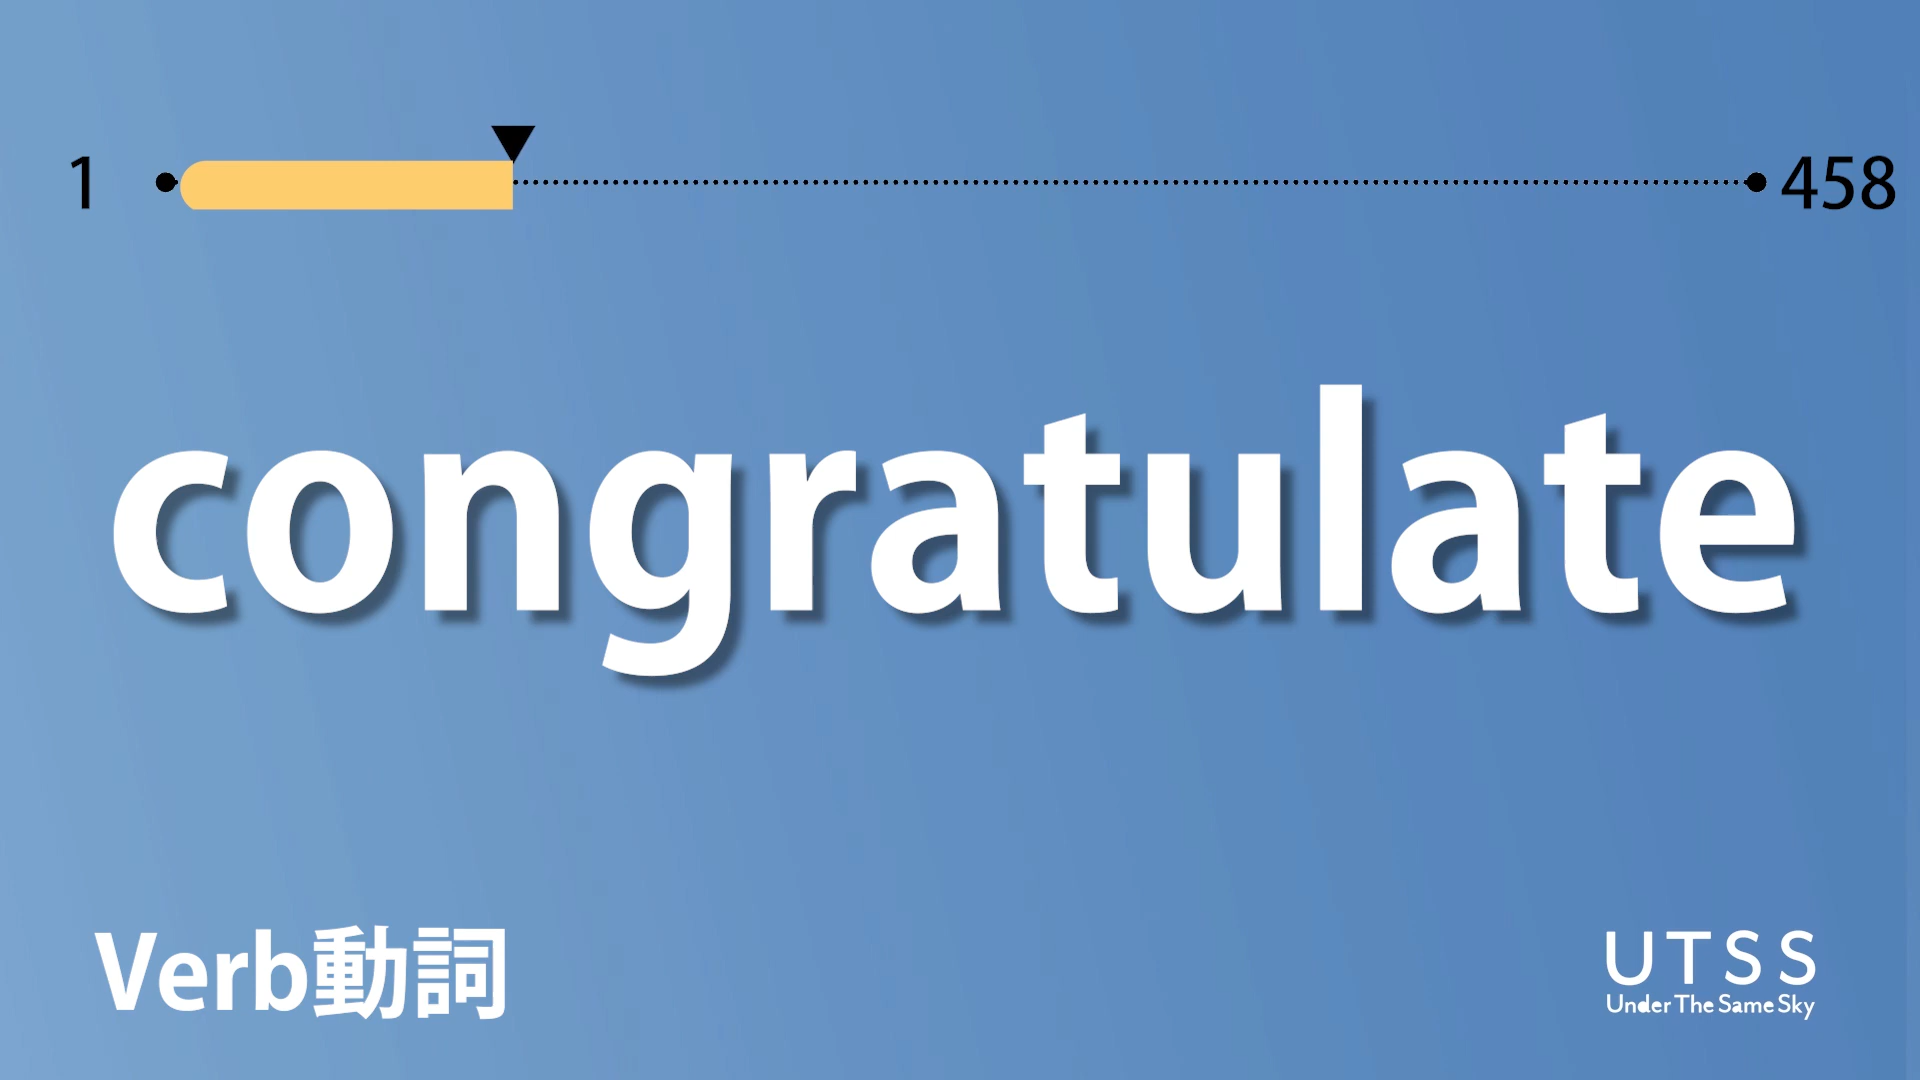 1 458
congratulate
Verb動詞
UTSS
Under The Same Sky